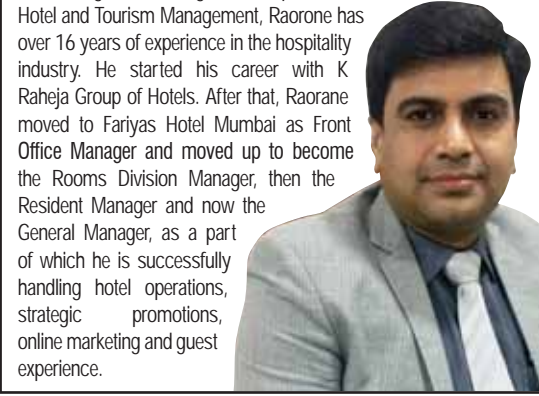 Hotel and Tourism Management, Raorone has
over 16 years of experience in the hospitality
industry. He started his career with K
Raheja Group of Hotels. After that, Raorane
moved to Fariyas Hotel Mumbai as Front
Office Manager and moved up to become
the Rooms Division Manager, then the
Resident Manager and now the
General Manager, as a part
of which he is successfully
handling hotel operations,
strategic promotions,
online marketing and guest
experience.